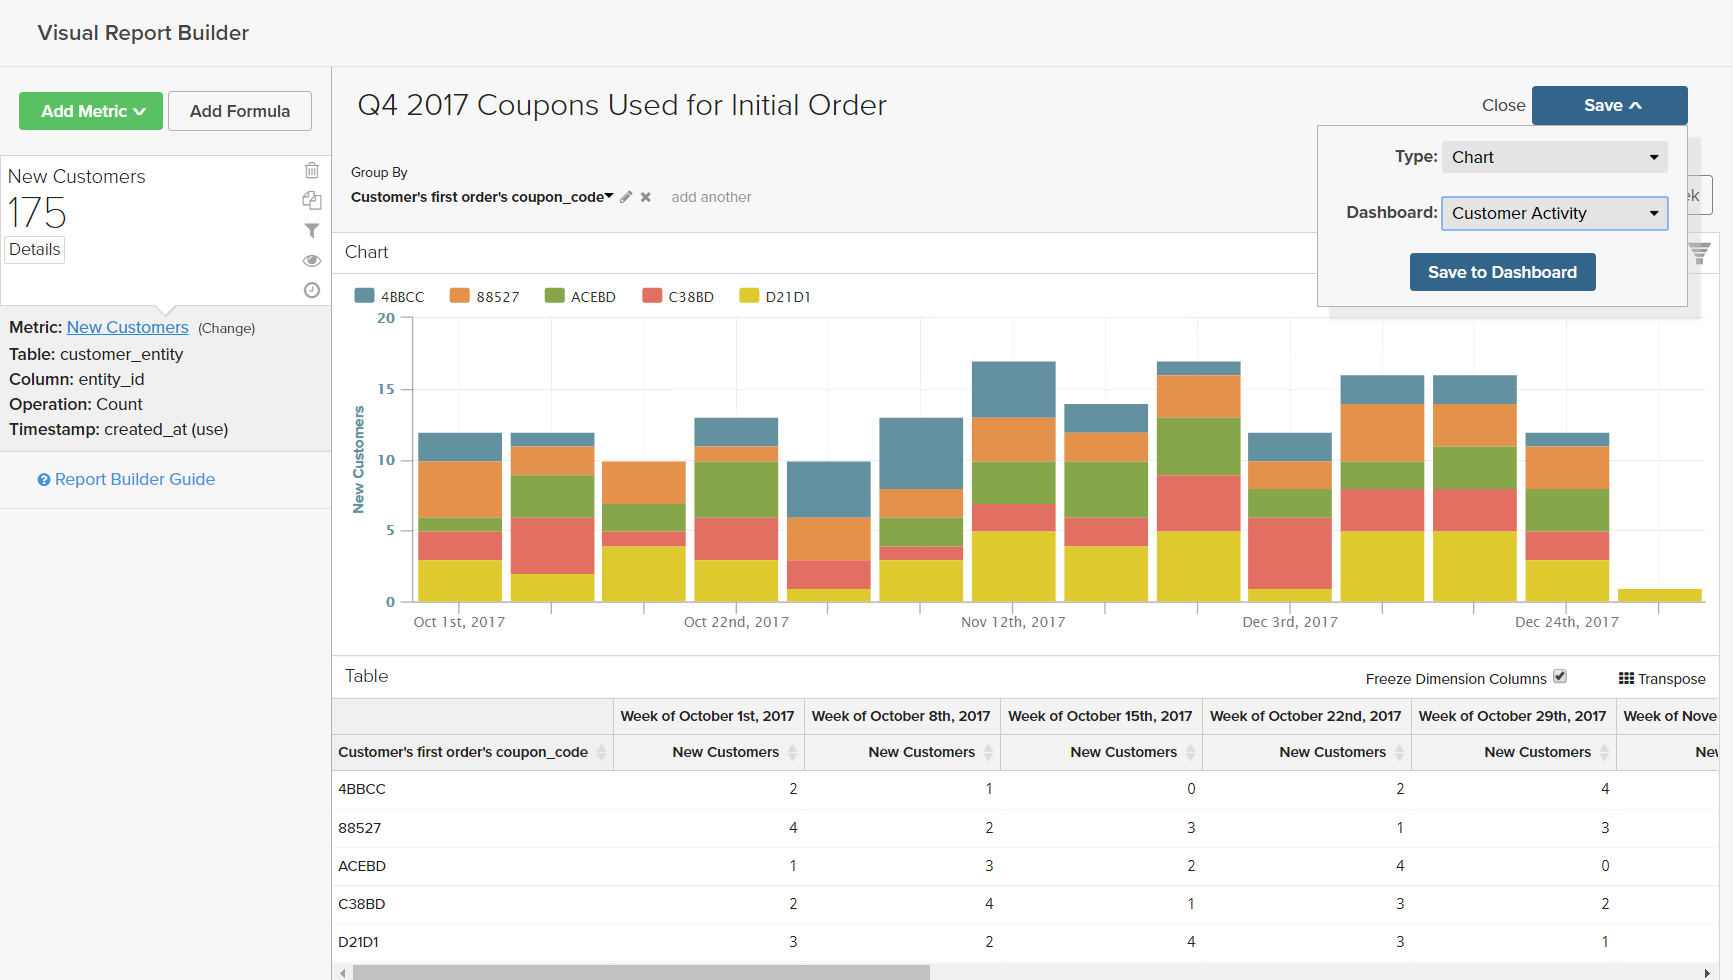 Visual Report Builder
Add Metric
Add Formula
New Customers
175
Details
Metric: New Customers (Change)
Table: customer_entity
Column: entity_id
Operation: Count
Timestamp: created_at (use)
Report Builder Guide
Q4 2017 Coupons Used for Initial Order
Close
Save
Type: Chart
Dashboard: Customer Activity
Save to Dashboard
Group By
Customer's first order's coupon_code
add another
Chart
4BBCC 88527 ACEBD C38BD D21D1
New Customers
20
15
10
5
0
Oct 1st, 2017 Oct 22nd, 2017 Nov 12th, 2017 Dec 3rd, 2017 Dec 24th, 2017
Table
Freeze Dimension Columns
Transpose
Week of October 1st, 2017 Week of October 8th, 2017 Week of October 15th, 2017 Week of October 22nd, 2017 Week of October 29th, 2017 Week of Nove
Customer's first order's coupon_code New Customers New Customers New Customers New Customers New Customers Nev
4BBCC 2 1 0 2 4
88527 4 2 3 1 3
ACEBD 1 3 2 4 0
C38BD 2 4 1 3 2
D21D1 3 2 4 3 1